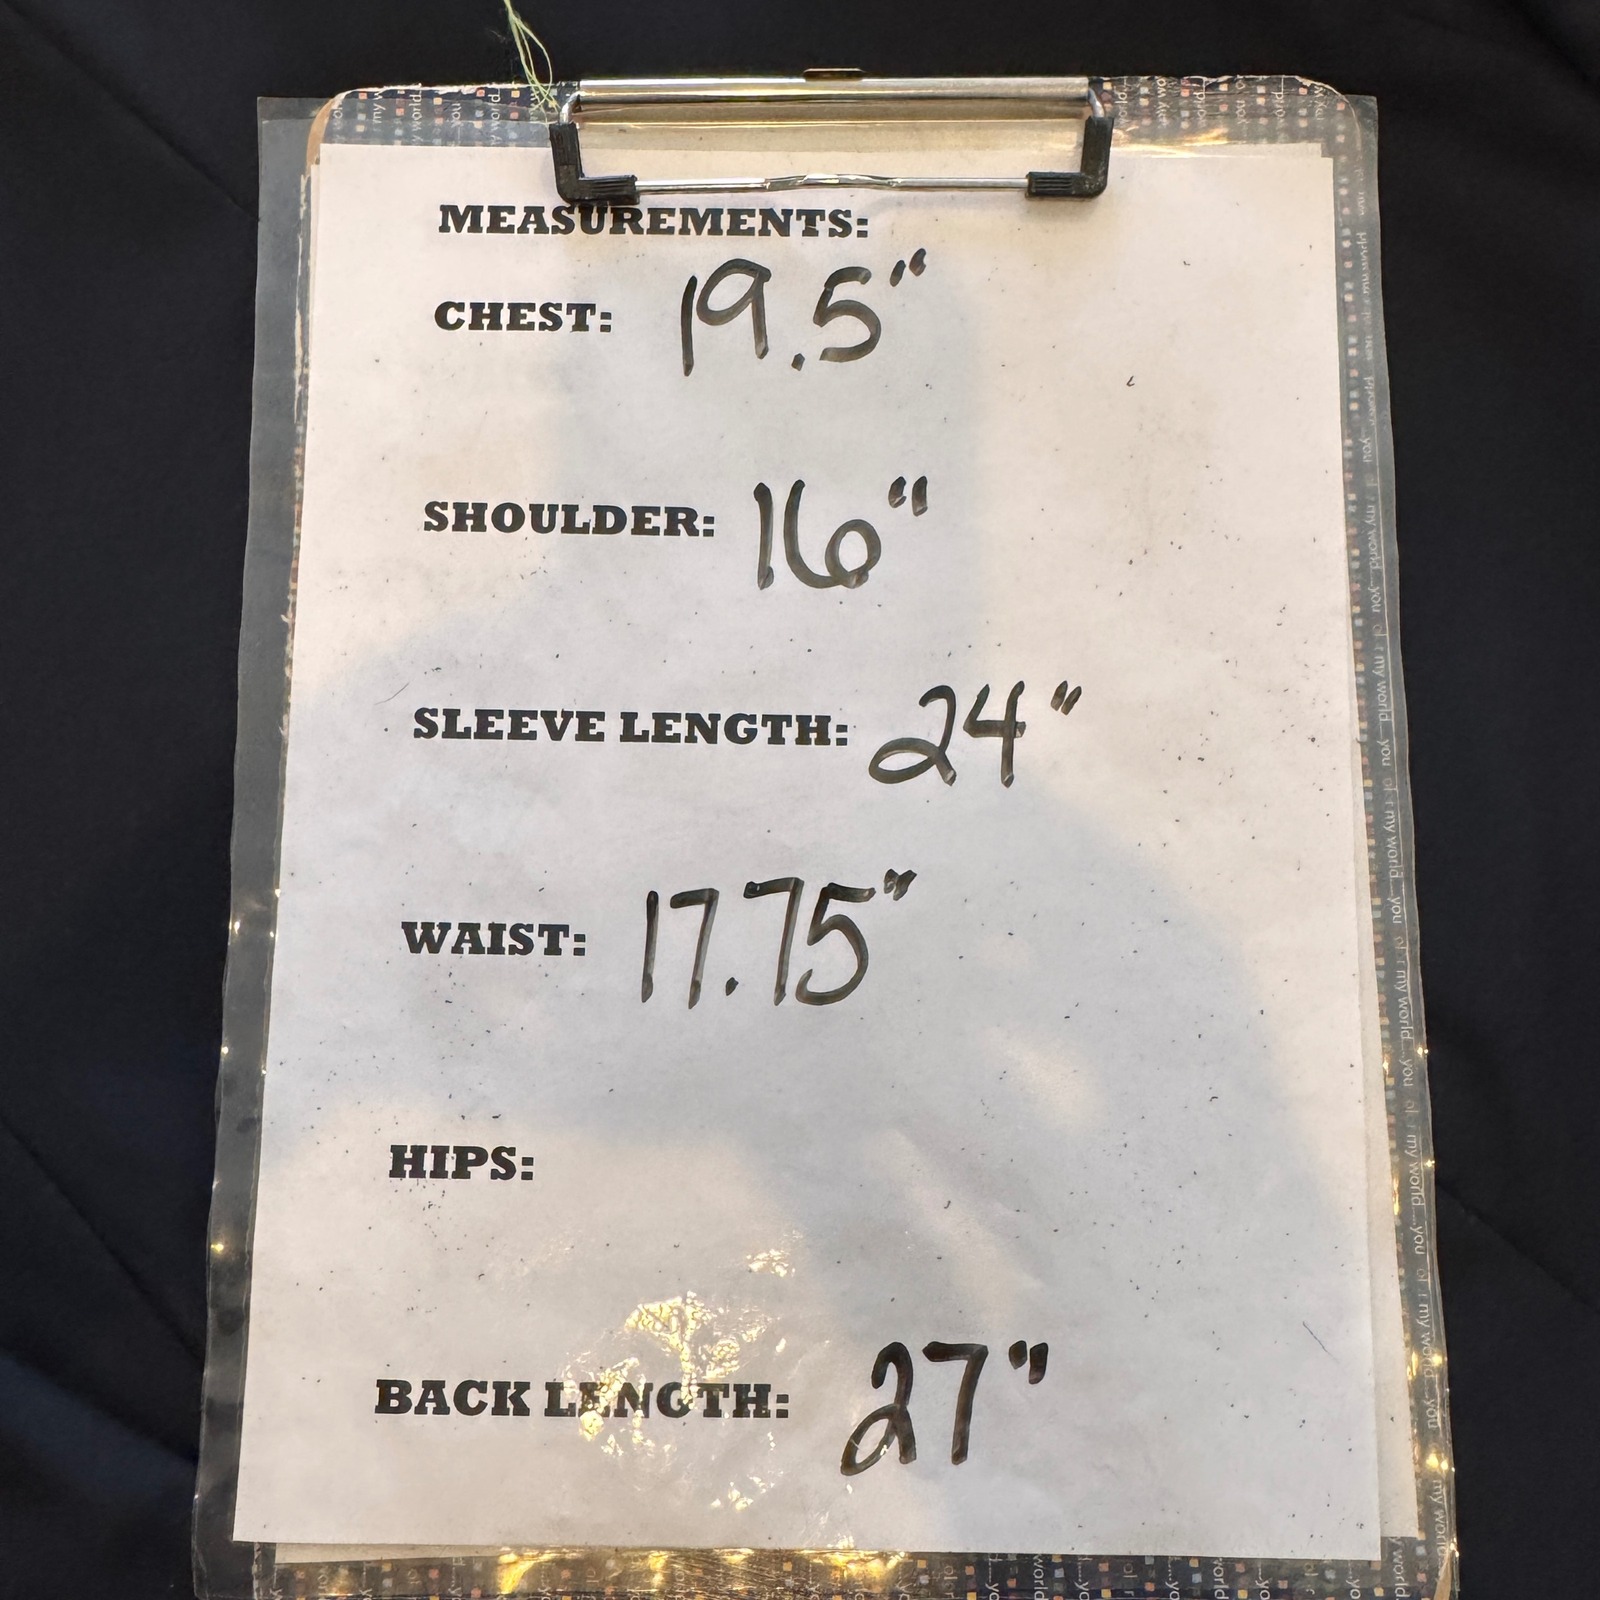 MEASUREMENTS:
CHEST: 19.5"
SHOULDER: 16"
SLEEVE LENGTH: 24"
WAIST: 17.75"
HIPS:
BACK LENGTH: 27"